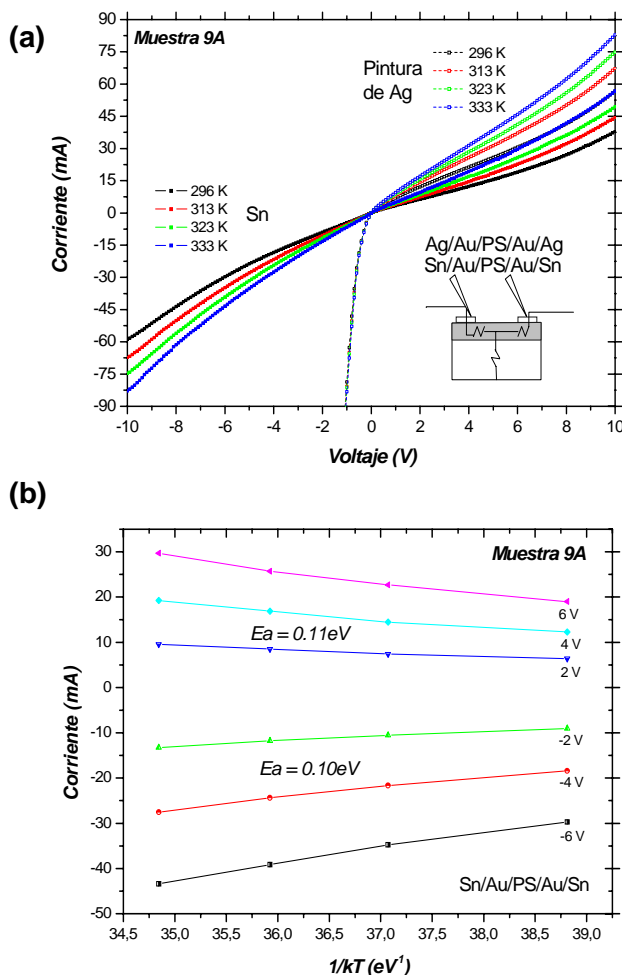 (a)
Muestra 9A
Pintura
de Ag
296 K
313 K
323 K
333 K
296 K
313 K
323 K
333 K
Sn
Ag/Au/PS/Au/Ag
Sn/Au/PS/Au/Sn
90
75
60
45
30
15
0
-15
-30
-45
-60
-75
-90
Corriente (mA)
-10 -8 -6 -4 -2 0 2 4 6 8 10
Voltaje (V)
(b)
Muestra 9A
30
20
10
0
-10
-20
-30
-40
-50
Corriente (mA)
6 V
Ea = 0.11eV
4 V
2 V
-2 V
Ea = 0.10eV
-4 V
-6 V
Sn/Au/PS/Au/Sn
34,5 35,0 35,5 36,0 36,5 37,0 37,5 38,0 38,5 39,0
1/kT (eV¹)